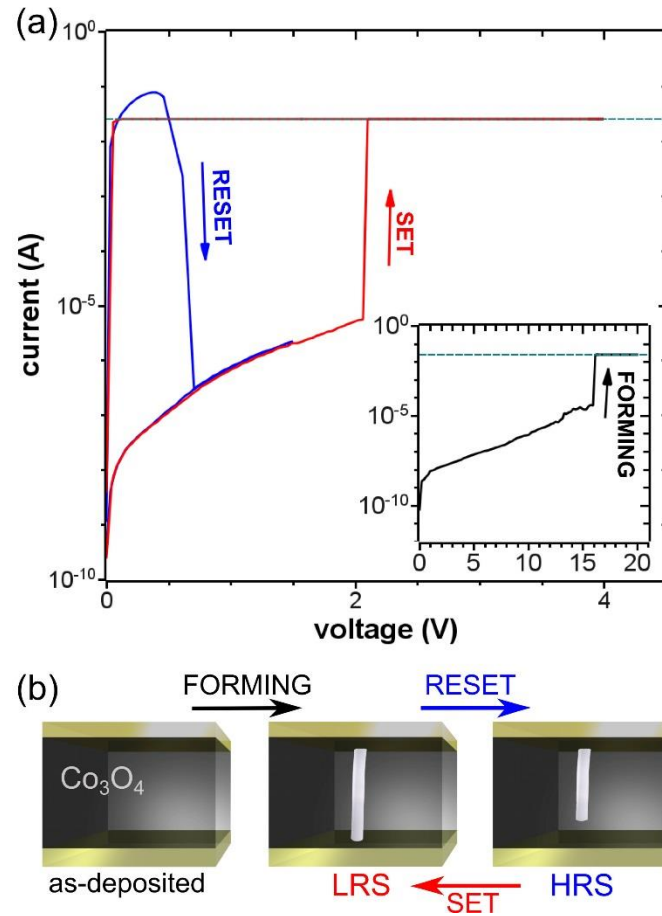 (a)
10⁰
10⁻⁵
10⁻¹⁰
current (A)
RESET
SET
10⁰
10⁻⁵
10⁻¹⁰
FORMING
0 5 10 15 20
0 2 4
voltage (V)
(b)
FORMING RESET
Co₃O₄
as-deposited LRS SET HRS